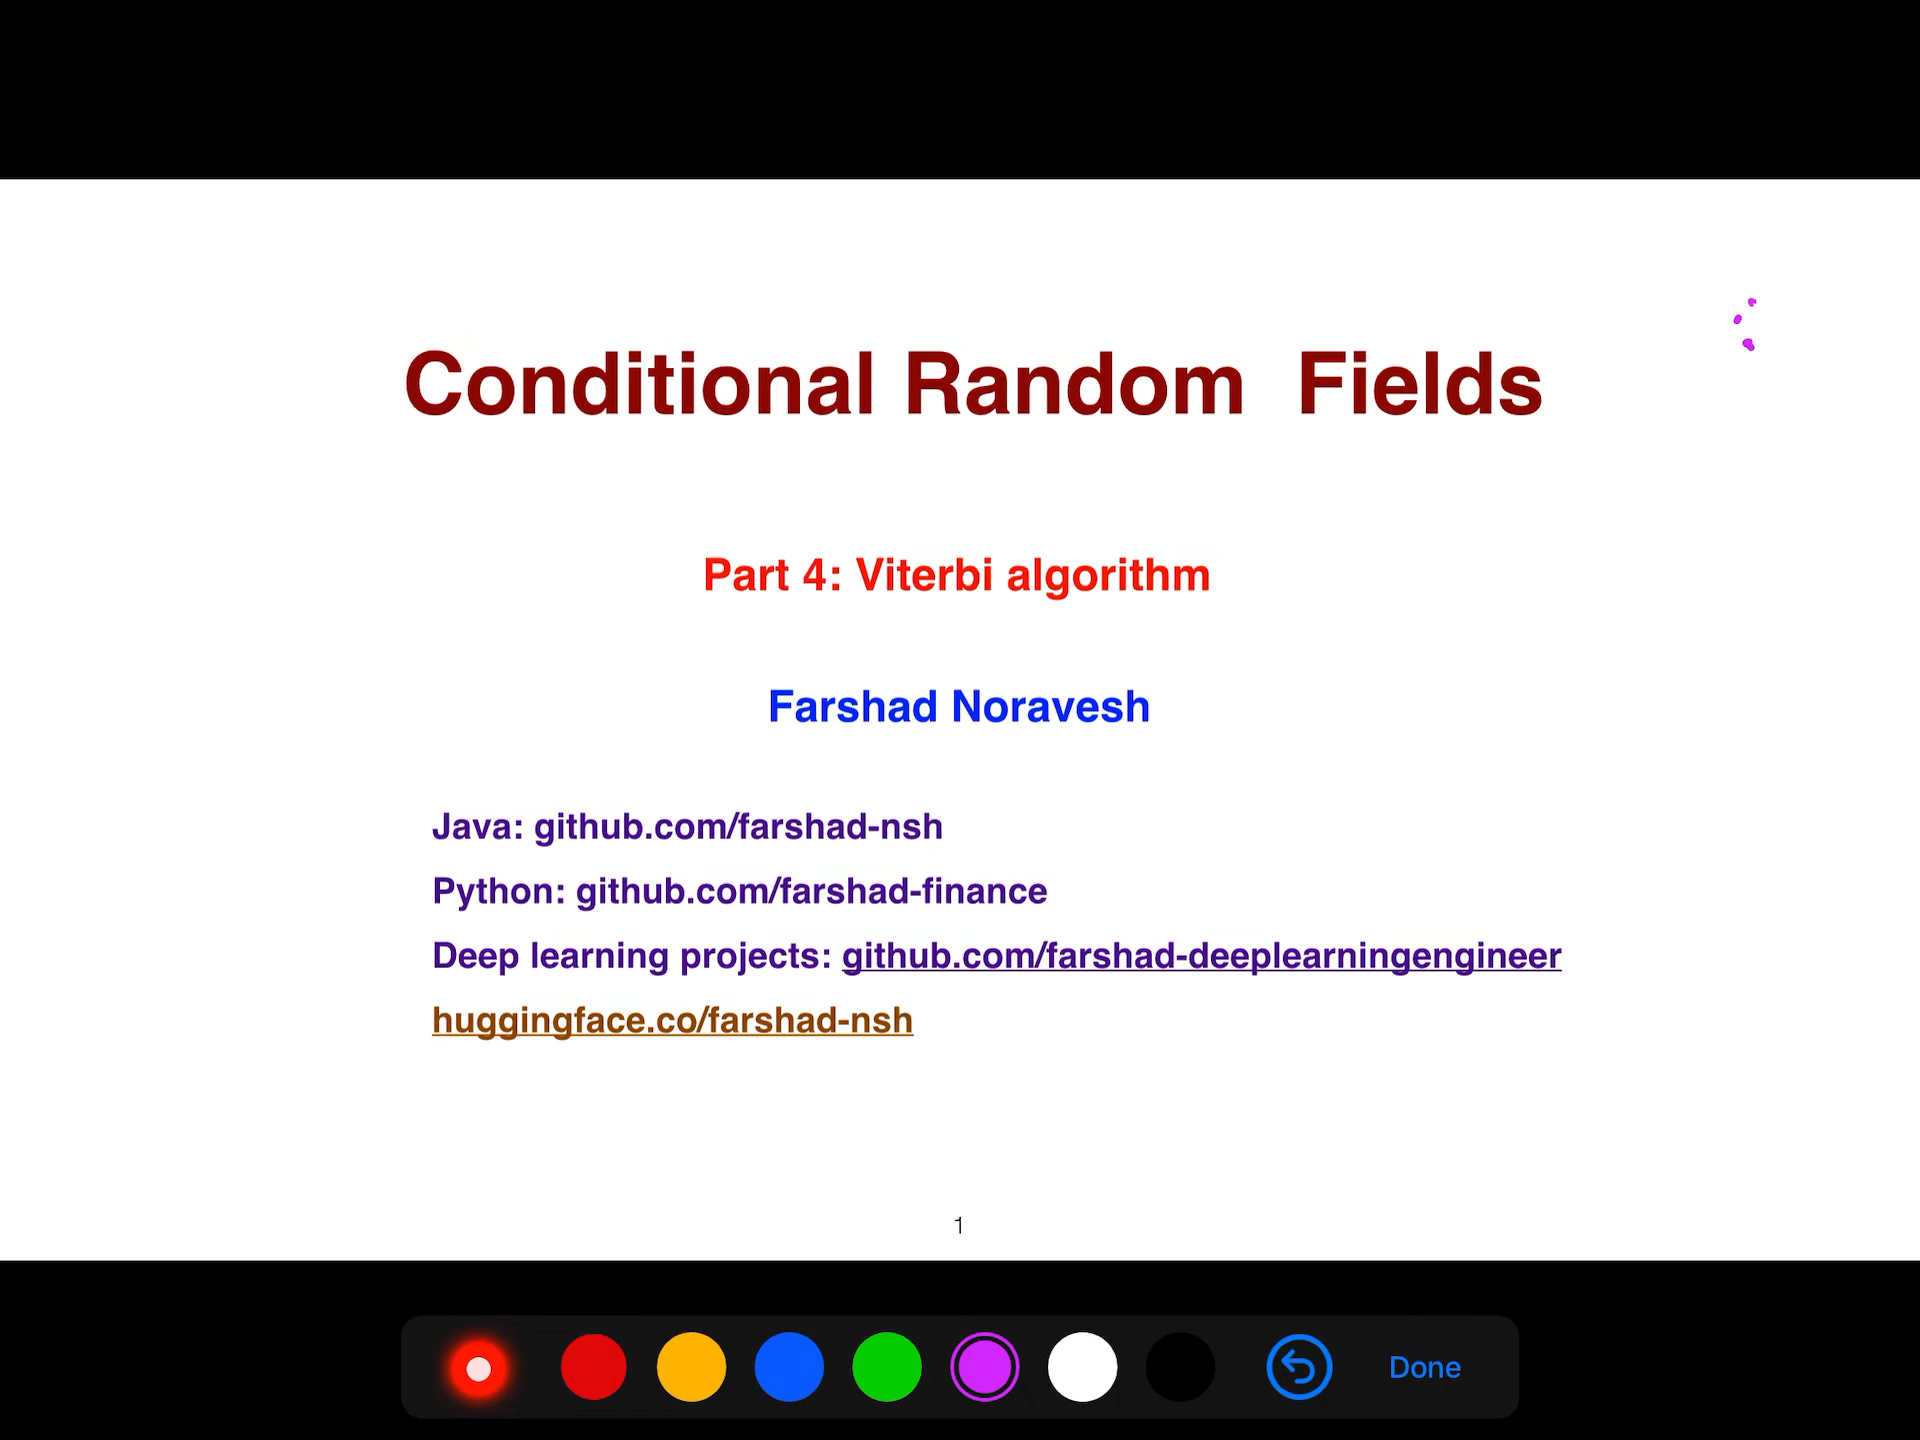 Conditional Random Fields
Part 4: Viterbi algorithm
Farshad Noravesh
Java: github.com/farshad-nsh
Python: github.com/farshad-finance
Deep learning projects: github.com/farshad-deeplearningengineer
huggingface.co/farshad-nsh
1
Done